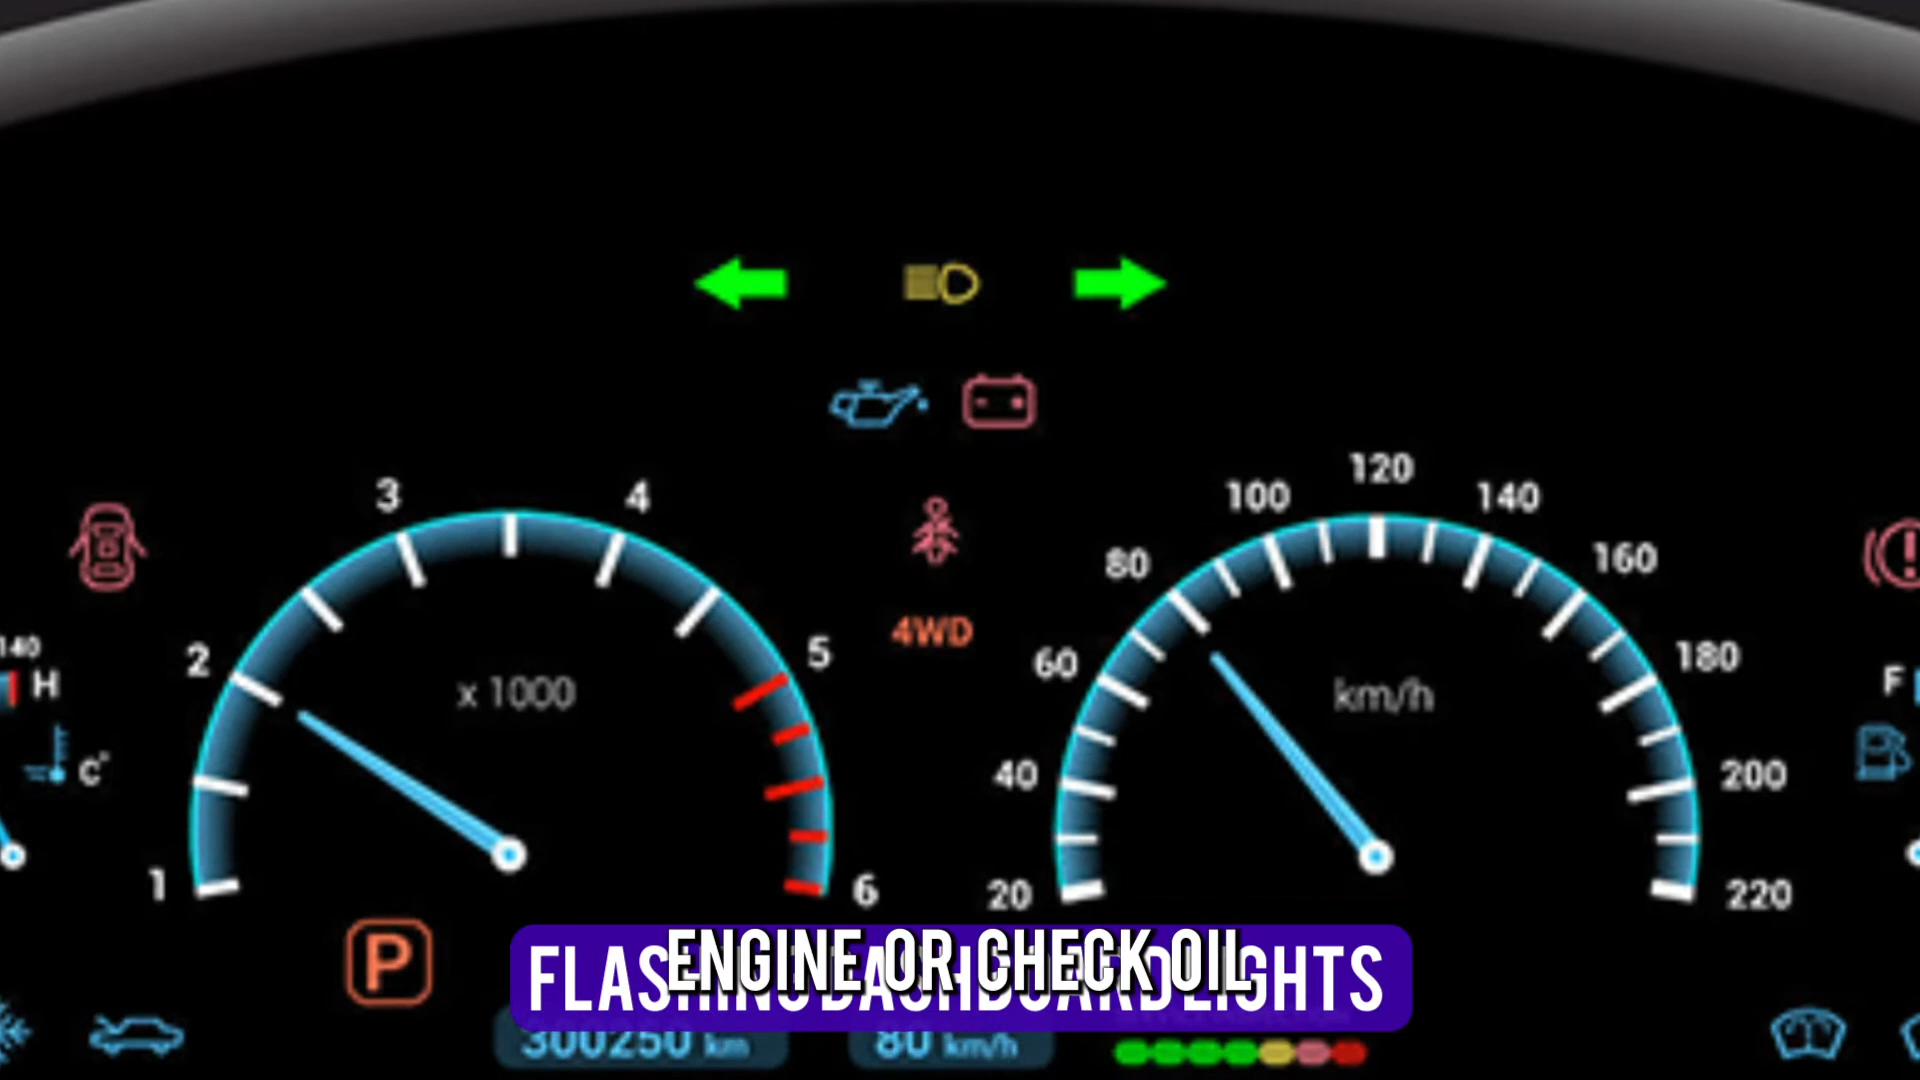 120
100
140
3
4
80
160
140
2
5
60
180
4WD
H
F
x 1000
km/h
C°
40
200
1
6
20
220
P
ENGINE OR CHECK OIL
FLASHING DASHBOARD LIGHTS
300250 km
80 km/h